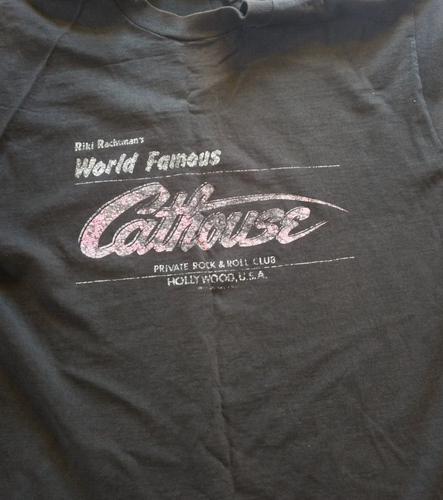 Riki Rachtman's
World Famous
Cathouse
PRIVATE ROCK & ROLL CLUB
HOLLYWOOD, U.S.A.